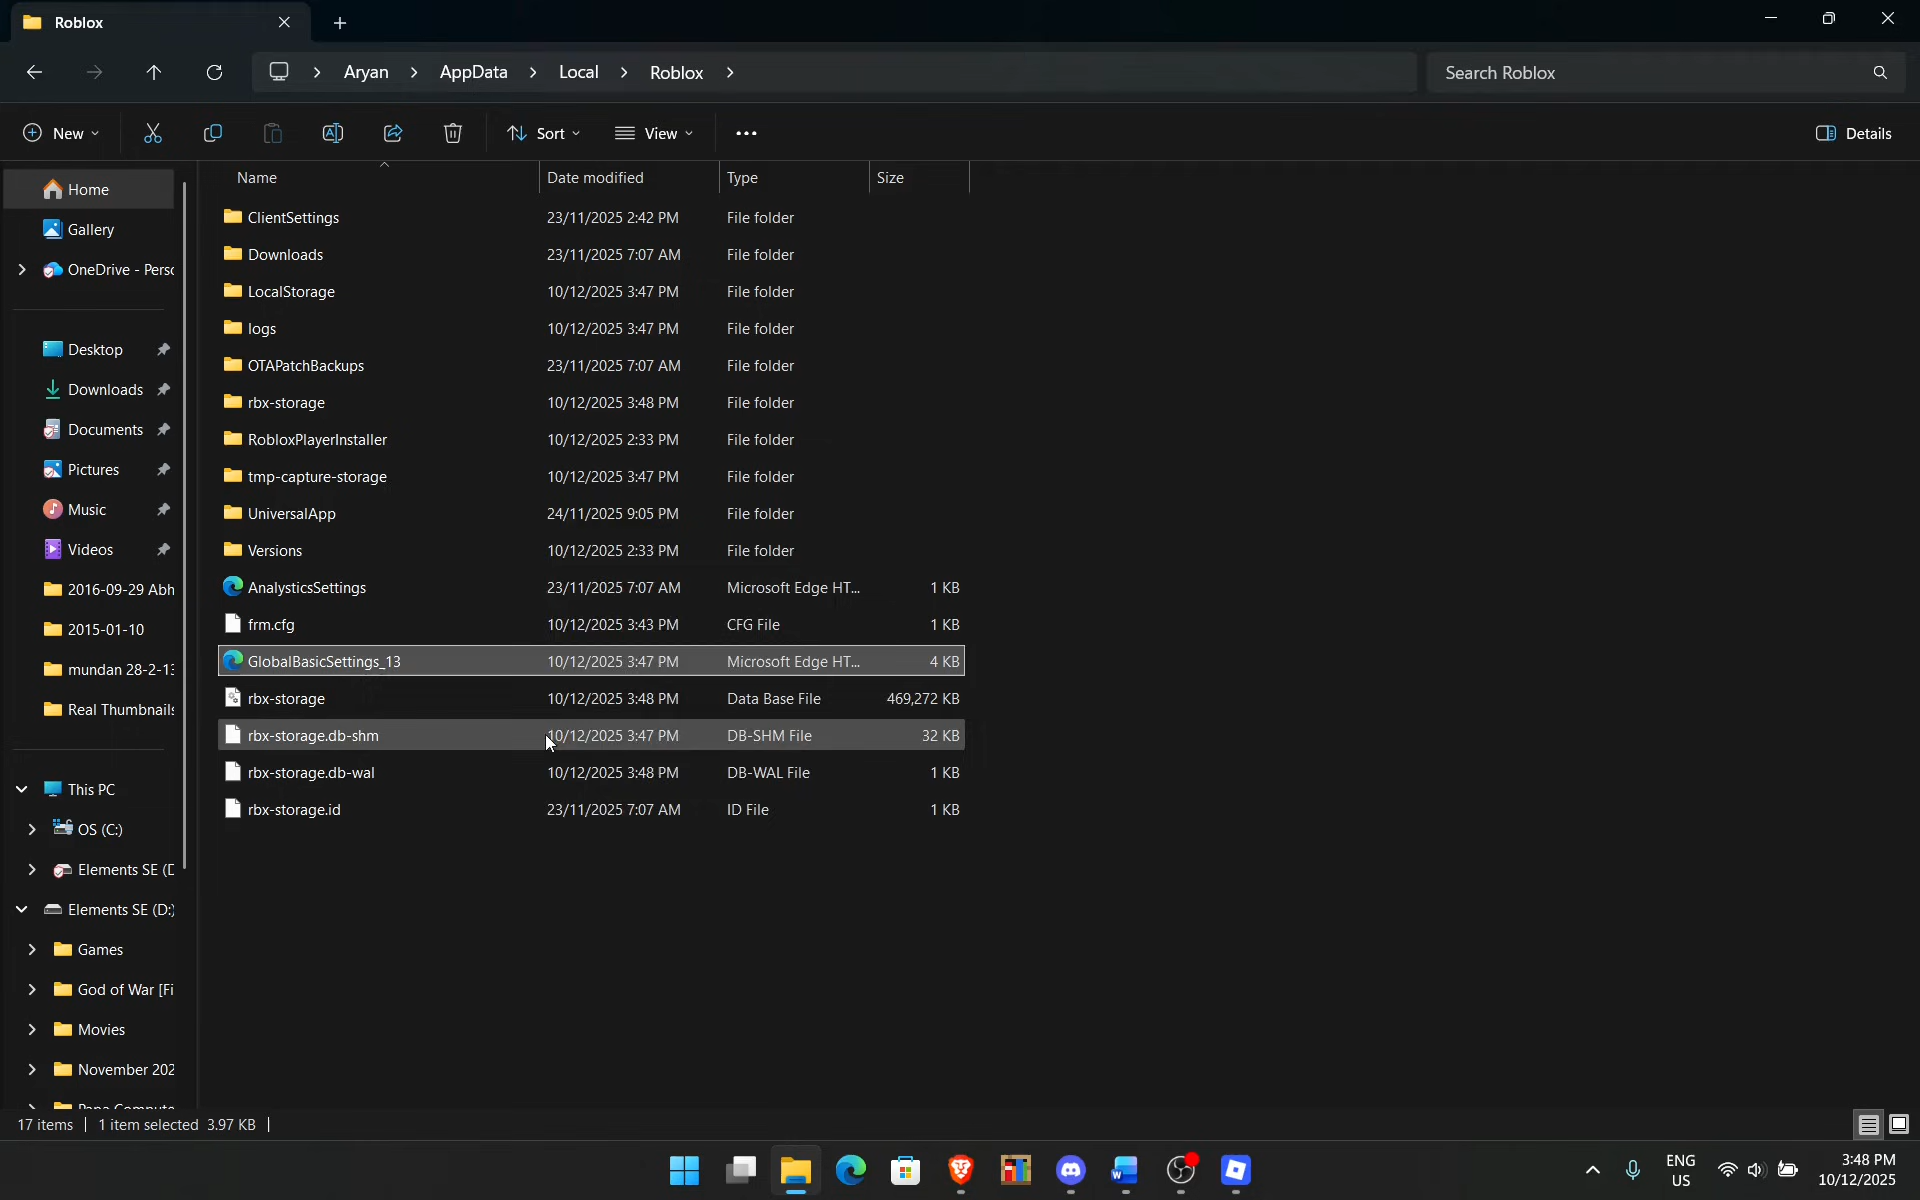 Roblox
Aryan > AppData > Local > Roblox >
Search Roblox
New
Sort
View
Details
Name Date modified Type Size
Home
Gallery
OneDrive - Perso
Desktop
Downloads
Documents
Pictures
Music
Videos
2016-09-29 Abh
2015-01-10
mundan 28-2-13
Real Thumbnails
This PC
OS (C:)
Elements SE (D
Elements SE (D:)
Games
God of War [Fi
Movies
November 202
ClientSettings 23/11/2025 2:42 PM File folder
Downloads 23/11/2025 7:07 AM File folder
LocalStorage 10/12/2025 3:47 PM File folder
logs 10/12/2025 3:47 PM File folder
OTAPatchBackups 23/11/2025 7:07 AM File folder
rbx-storage 10/12/2025 3:48 PM File folder
RobloxPlayerInstaller 10/12/2025 2:33 PM File folder
tmp-capture-storage 10/12/2025 3:47 PM File folder
UniversalApp 24/11/2025 9:05 PM File folder
Versions 10/12/2025 2:33 PM File folder
AnalysticsSettings 23/11/2025 7:07 AM Microsoft Edge HT... 1 KB
frm.cfg 10/12/2025 3:43 PM CFG File 1 KB
GlobalBasicSettings_13 10/12/2025 3:47 PM Microsoft Edge HT... 4 KB
rbx-storage 10/12/2025 3:48 PM Data Base File 469,272 KB
rbx-storage.db-shm 10/12/2025 3:47 PM DB-SHM File 32 KB
rbx-storage.db-wal 10/12/2025 3:48 PM DB-WAL File 1 KB
rbx-storage.id 23/11/2025 7:07 AM ID File 1 KB
17 items 1 item selected 3.97 KB
ENG
US
3:48 PM
10/12/2025